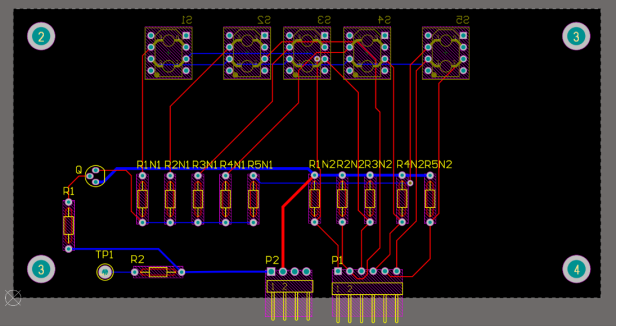 S1 S2 S3 S4 S5
2 3
R1N1 R2N1 R3N1 R4N1 R5N1 R1N2 R2N2 R3N2 R4N2 R5N2
Q
R1
TP1 R2 P2 P1
3 4
1 2 1 2